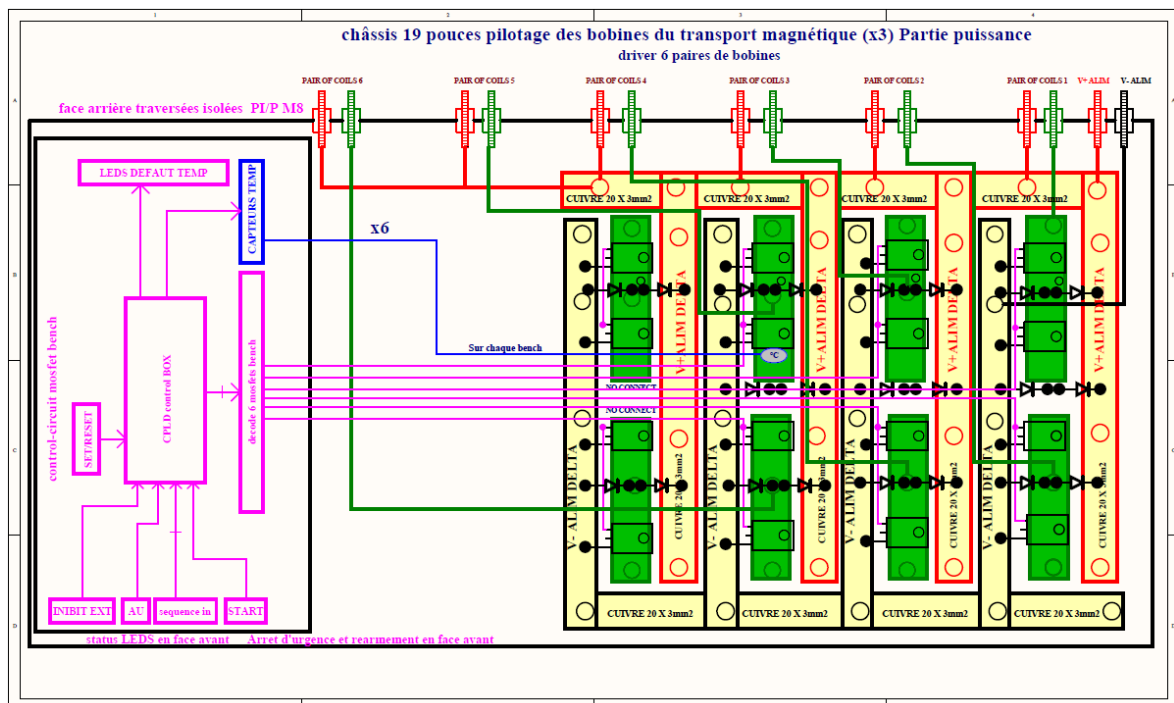 1 2 3 4
châssis 19 pouces pilotage des bobines du transport magnétique (x3) Partie puissance
driver 6 paires de bobines
PAIR OF COILS 6
PAIR OF COILS 5
PAIR OF COILS 4
PAIR OF COILS 3
PAIR OF COILS 2
PAIR OF COILS 1
V+ ALIM
V- ALIM
face arrière traversées isolées PI/P M8
LEDS DEFAUT TEMP
CAPTEURS TEMP
x6
CUIVRE 20 X 3mm2
CUIVRE 20 X 3mm2
CUIVRE 20 X 3mm2
CUIVRE 20 X 3mm2
V+ALIM DELTA
V+ALIM DELTA
V+ALIM DELTA
V+ALIM DELTA
Sur chaque bench
°C
control-circuit mosfet bench
SET/RESET
CPLD control BOX
decode 6 mosfets bench
NO CONNECT
NO CONNECT
V- ALIM DELTA
V- ALIM DELTA
V- ALIM DELTA
V- ALIM DELTA
CUIVRE 20 X 3mm2
CUIVRE 20 X 3mm2
CUIVRE 20 X 3mm2
CUIVRE 20 X 3mm2
INIBIT EXT
AU
sequence in
START
CUIVRE 20 X 3mm2
CUIVRE 20 X 3mm2
CUIVRE 20 X 3mm2
CUIVRE 20 X 3mm2
status LEDS en face avant Arret d'urgence et rearmement en face avant